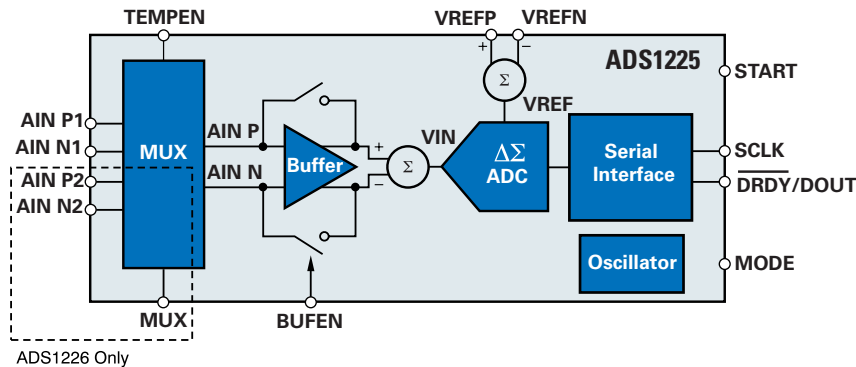 TEMPEN
VREFP
VREFN
+
−
Σ
ADS1225
START
VREF
AIN P1
AIN N1
AIN P2
AIN N2
MUX
AIN P
AIN N
Buffer
+
−
Σ
VIN
ΔΣ
ADC
Serial
Interface
SCLK
D̅R̅D̅Y̅/DOUT
Oscillator
MODE
MUX
BUFEN
ADS1226 Only